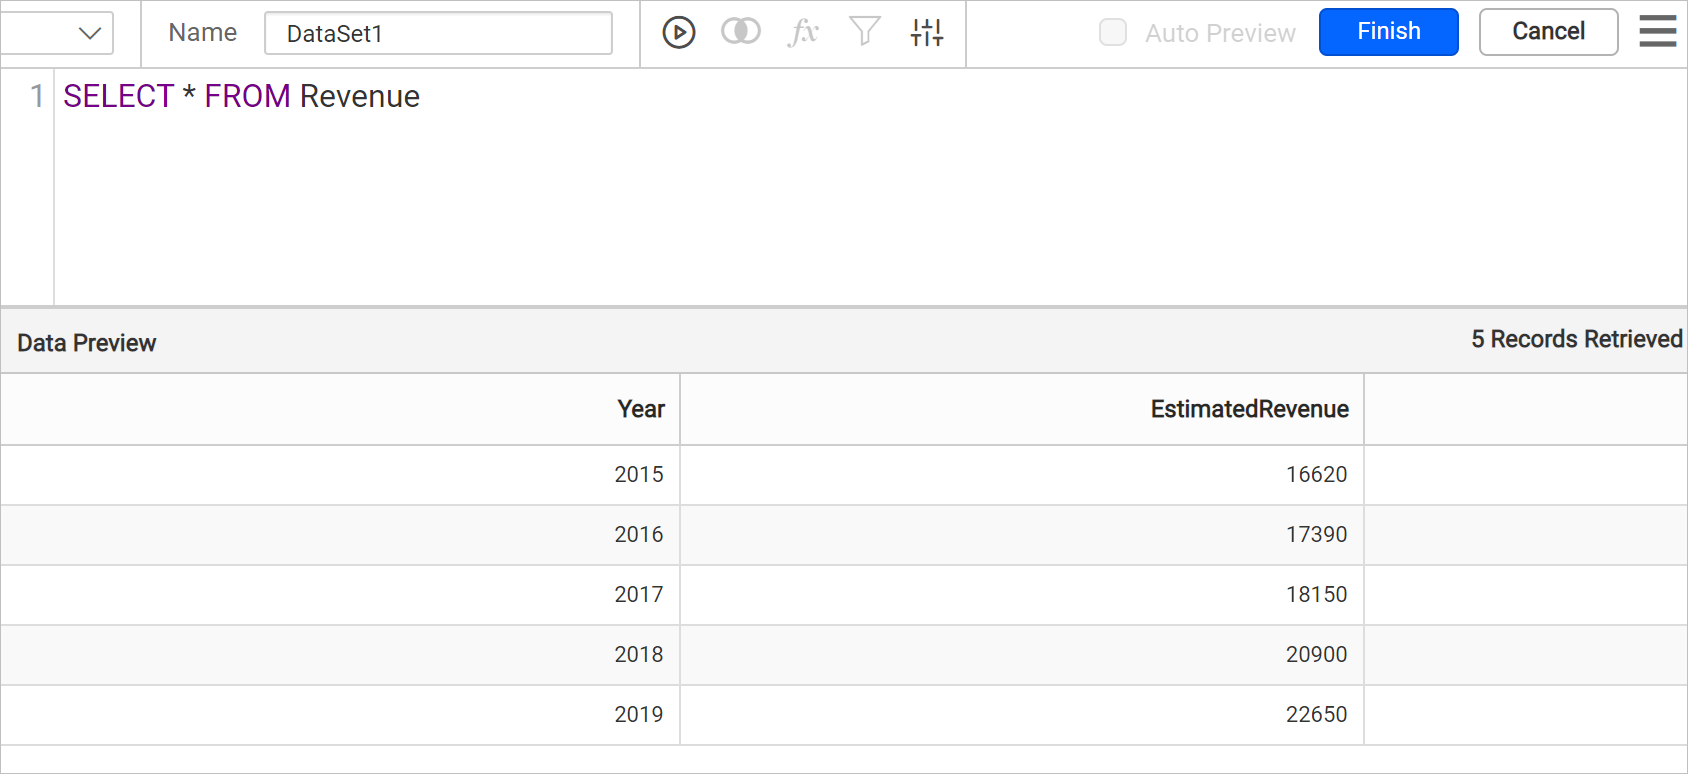 Name DataSet1 fx Auto Preview Finish Cancel
1 SELECT * FROM Revenue
Data Preview 5 Records Retrieved
Year EstimatedRevenue
2015 16620
2016 17390
2017 18150
2018 20900
2019 22650